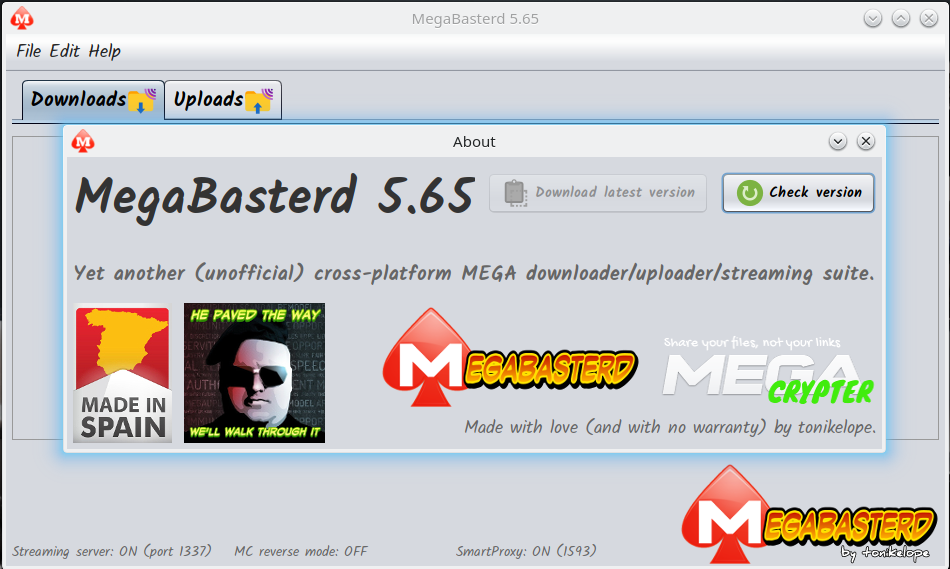 MegaBasterd 5.65
File Edit Help
Downloads Uploads
About
MegaBasterd 5.65
Download latest version
Check version
Yet another (unofficial) cross-platform MEGA downloader/uploader/streaming suite.
MADE IN
SPAIN
HE PAVED THE WAY
WE'LL WALK THROUGH IT
MEGABASTERD
Share your files, not your links
MEGA
CRYPTER
Made with love (and with no warranty) by tonikelope.
MEGABASTERD
by tonikelope
Streaming server: ON (port 1337) MC reverse mode: OFF SmartProxy: ON (1593)